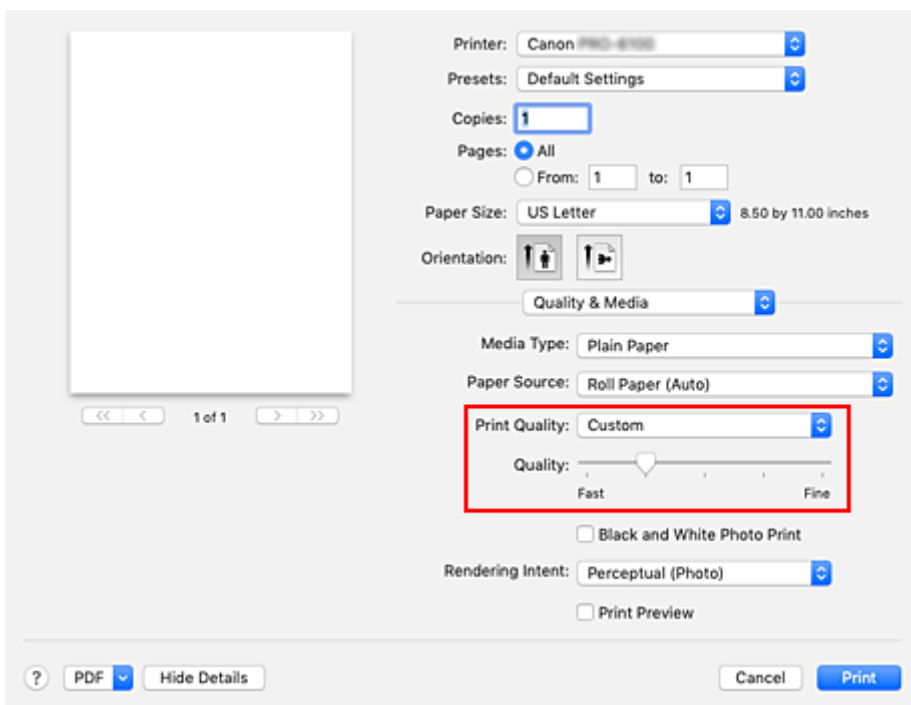 Printer: Canon
Presets: Default Settings
Copies: 1
Pages: All
From: 1 to: 1
Paper Size: US Letter 8.50 by 11.00 inches
Orientation:
Quality & Media
Media Type: Plain Paper
Paper Source: Roll Paper (Auto)
<< < 1 of 1 > >>
Print Quality: Custom
Quality:
Fast Fine
Black and White Photo Print
Rendering Intent: Perceptual (Photo)
Print Preview
? PDF Hide Details Cancel Print